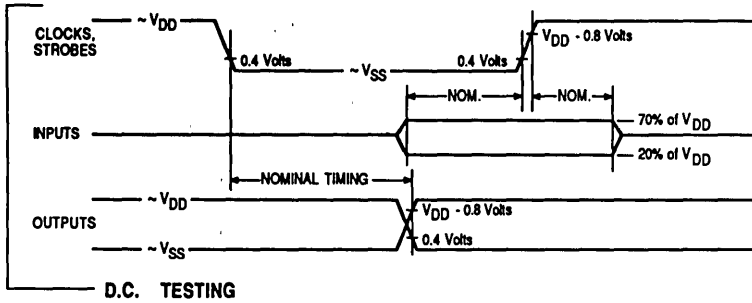 CLOCKS,
STROBES
~ VDD
0.4 Volts
~ VSS
0.4 Volts
VDD - 0.8 Volts
NOM.
NOM.
INPUTS
70% of VDD
20% of VDD
NOMINAL TIMING
OUTPUTS
~ VDD
VDD - 0.8 Volts
~ VSS
0.4 Volts
D.C. TESTING